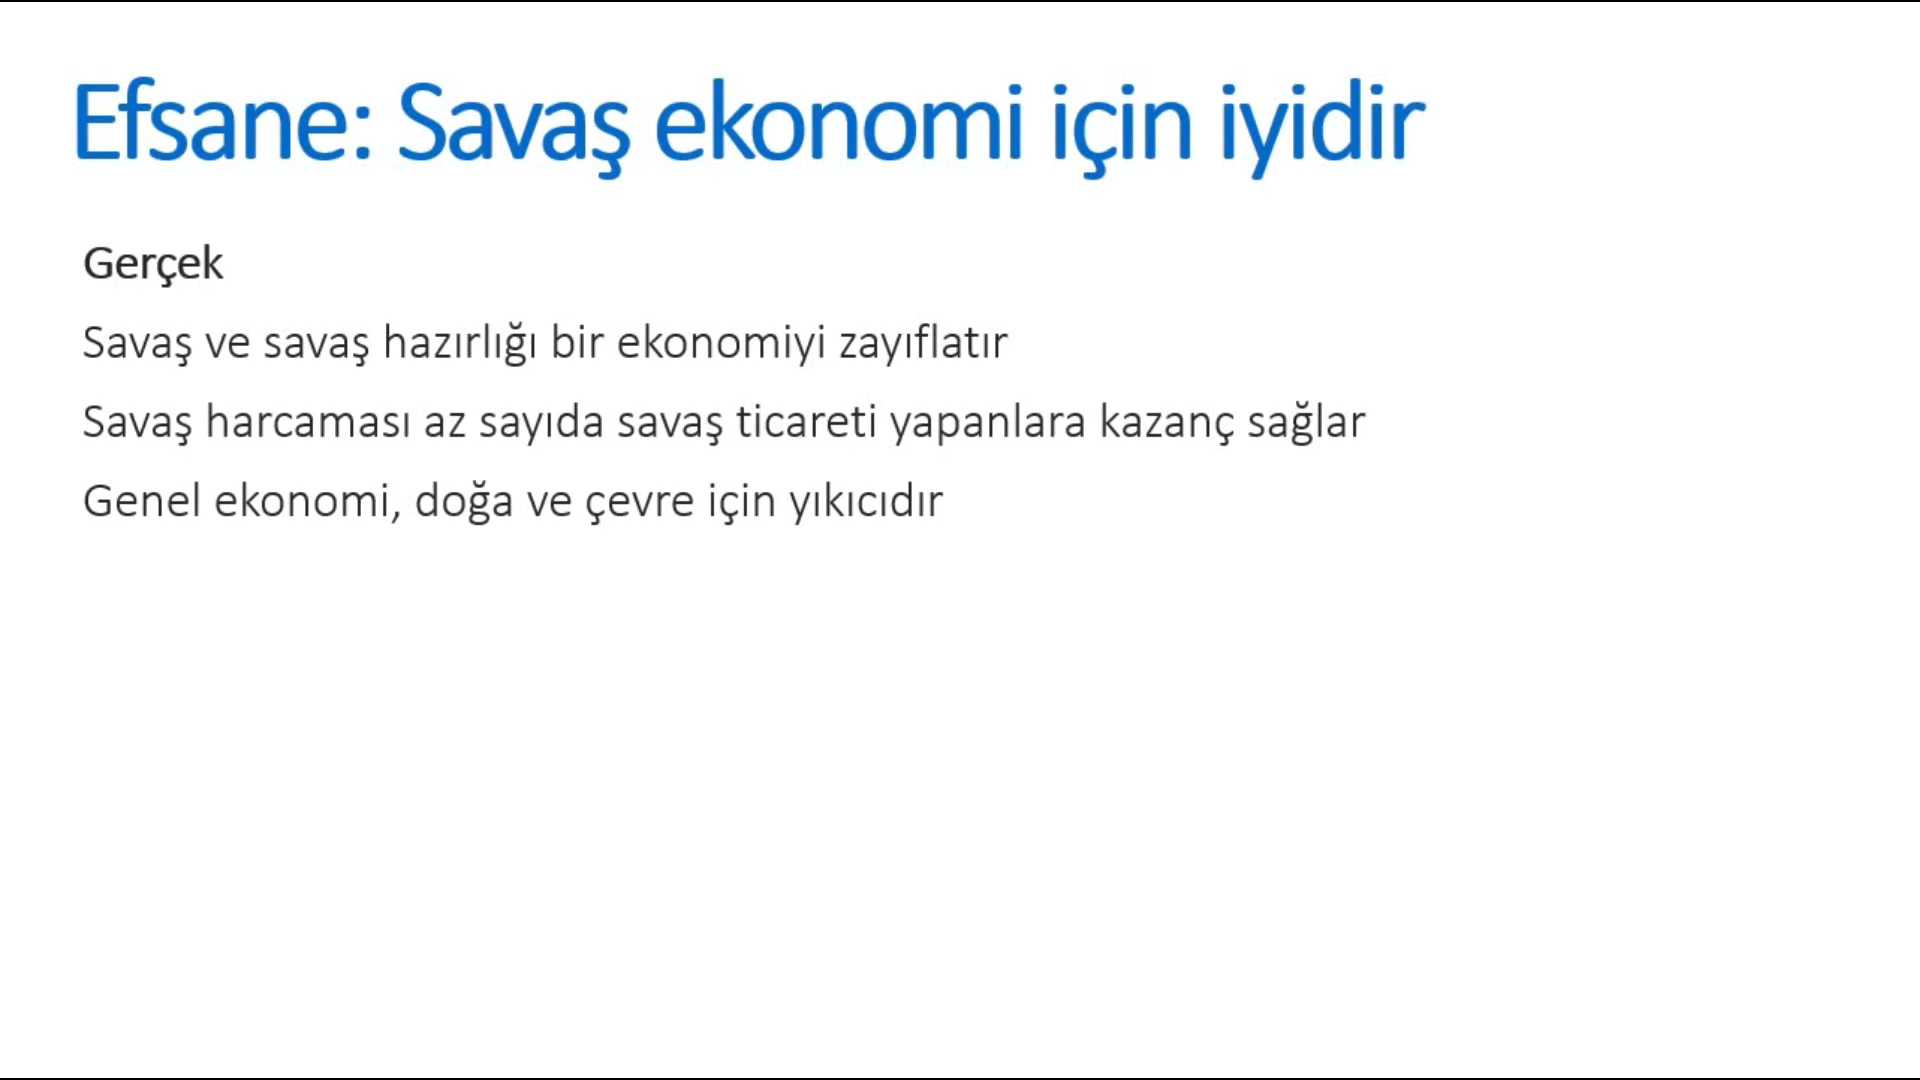 Efsane: Savaş ekonomi için iyidir
Gerçek
Savaş ve savaş hazırlığı bir ekonomiyi zayıflatır
Savaş harcaması az sayıda savaş ticareti yapanlara kazanç sağlar
Genel ekonomi, doğa ve çevre için yıkıcıdır